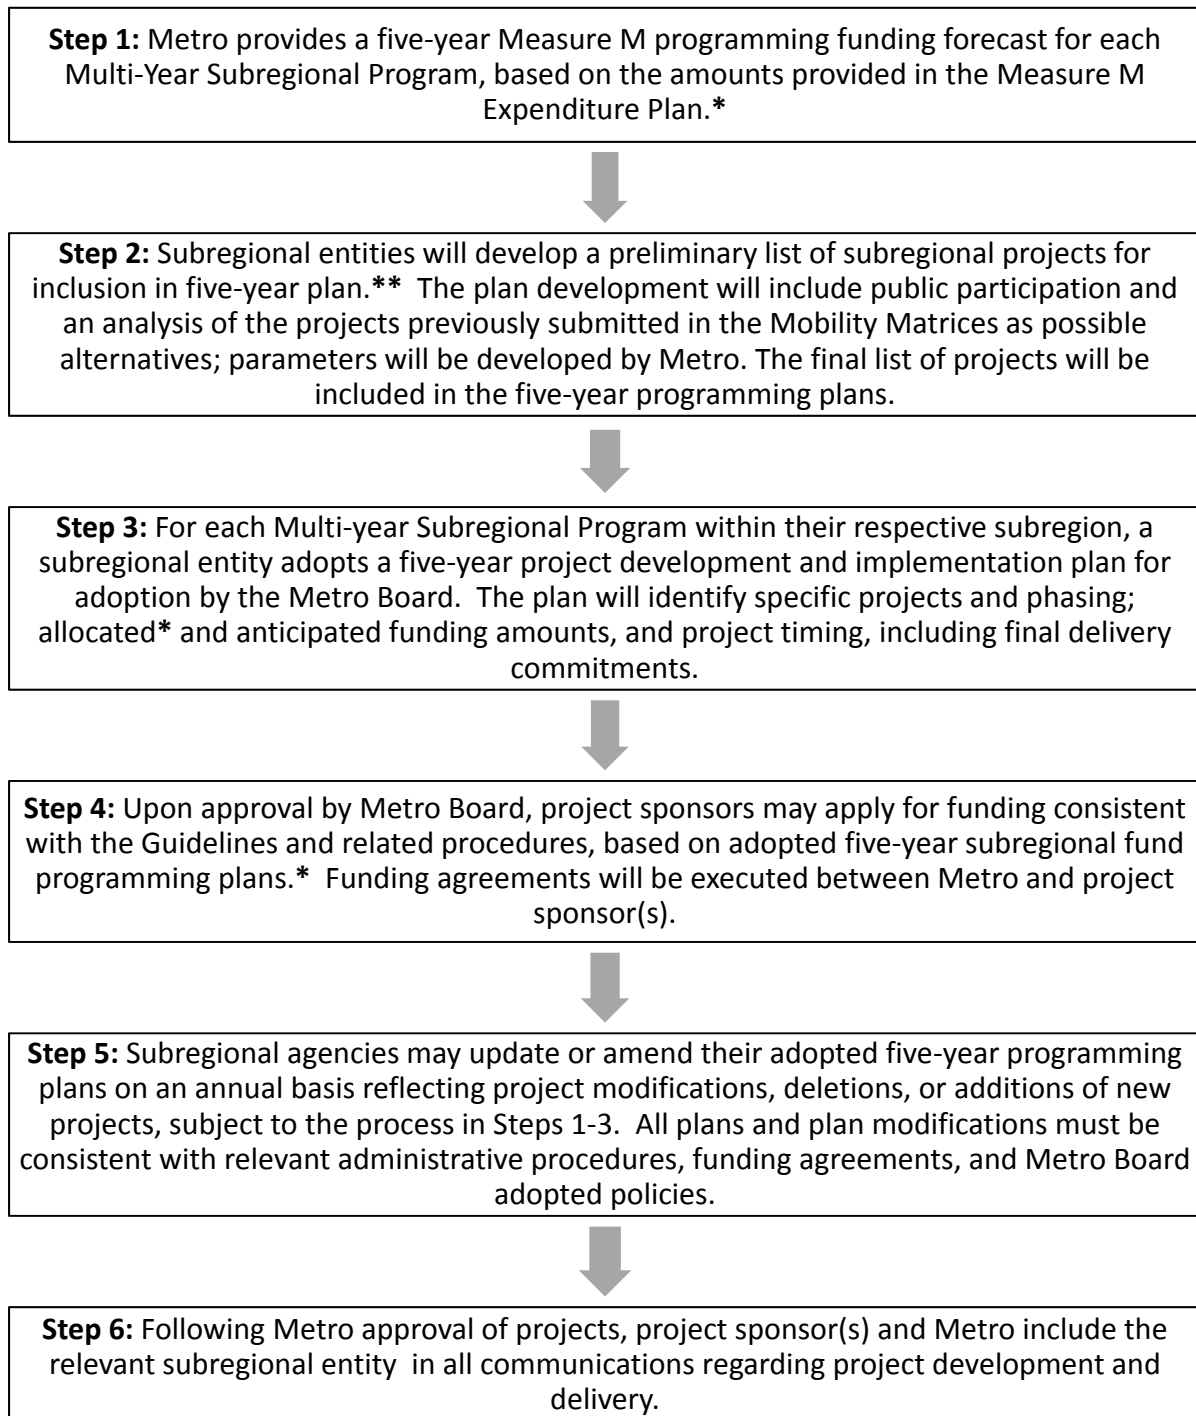 Step 1: Metro provides a five-year Measure M programming funding forecast for each
Multi-Year Subregional Program, based on the amounts provided in the Measure M
Expenditure Plan.*
Step 2: Subregional entities will develop a preliminary list of subregional projects for
inclusion in five-year plan.** The plan development will include public participation and
an analysis of the projects previously submitted in the Mobility Matrices as possible
alternatives; parameters will be developed by Metro. The final list of projects will be
included in the five-year programming plans.
Step 3: For each Multi-year Subregional Program within their respective subregion, a
subregional entity adopts a five-year project development and implementation plan for
adoption by the Metro Board. The plan will identify specific projects and phasing;
allocated* and anticipated funding amounts, and project timing, including final delivery
commitments.
Step 4: Upon approval by Metro Board, project sponsors may apply for funding consistent
with the Guidelines and related procedures, based on adopted five-year subregional fund
programming plans.* Funding agreements will be executed between Metro and project
sponsor(s).
Step 5: Subregional agencies may update or amend their adopted five-year programming
plans on an annual basis reflecting project modifications, deletions, or additions of new
projects, subject to the process in Steps 1-3. All plans and plan modifications must be
consistent with relevant administrative procedures, funding agreements, and Metro Board
adopted policies.
Step 6: Following Metro approval of projects, project sponsor(s) and Metro include the
relevant subregional entity in all communications regarding project development and
delivery.